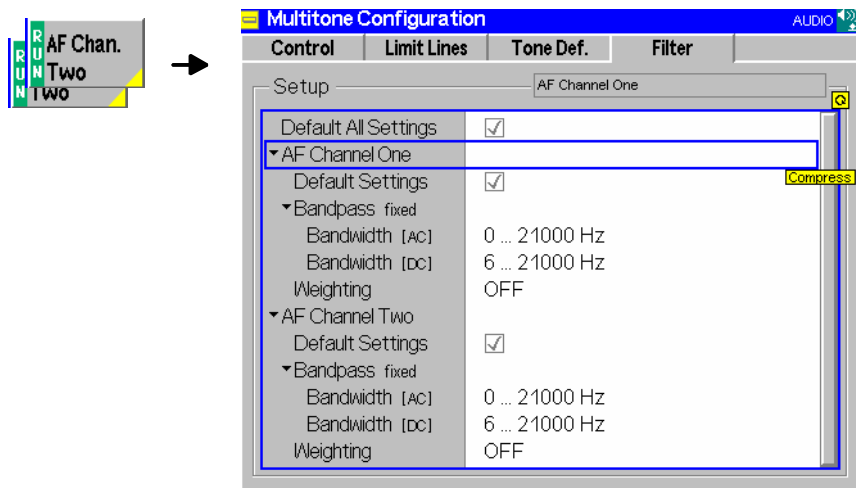 RUN AF Chan.
Two
RUN Two
Multitone Configuration AUDIO
Control Limit Lines Tone Def. Filter
Setup AF Channel One
Q
Default All Settings
AF Channel One
Compress
Default Settings
Bandpass fixed
Bandwidth [AC] 0 ... 21000 Hz
Bandwidth [DC] 6 ... 21000 Hz
Weighting OFF
AF Channel Two
Default Settings
Bandpass fixed
Bandwidth [AC] 0 ... 21000 Hz
Bandwidth [DC] 6 ... 21000 Hz
Weighting OFF